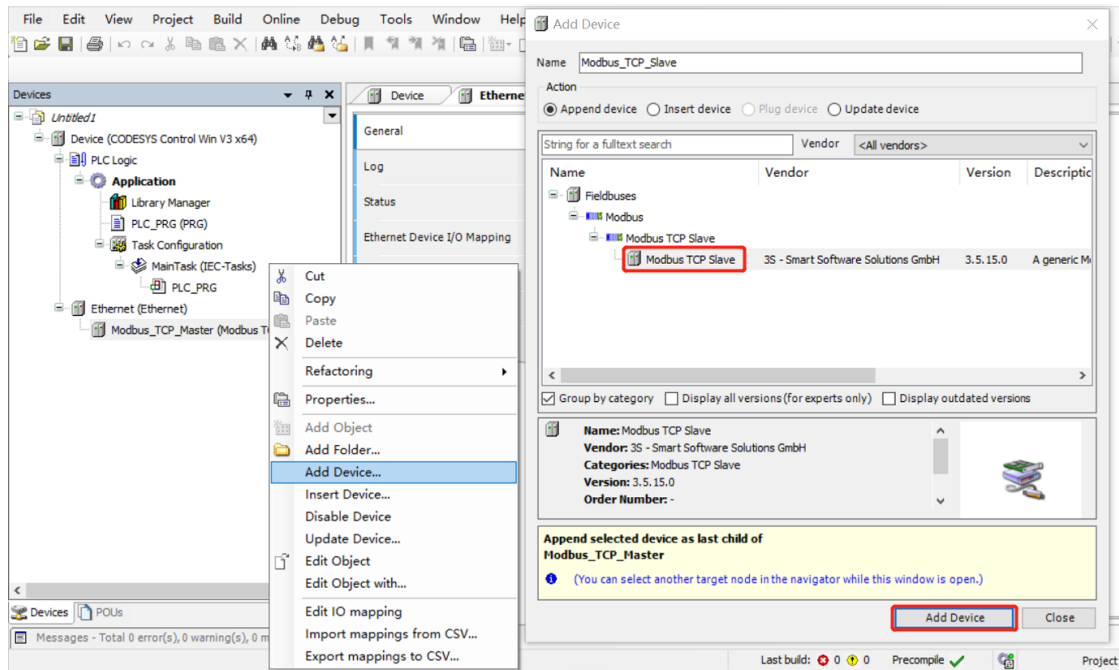 File Edit View Project Build Online Debug Tools Window Help
Devices
Untitled1
Device (CODESYS Control Win V3 x64)
PLC Logic
Application
Library Manager
PLC_PRG (PRG)
Task Configuration
MainTask (IEC-Tasks)
PLC_PRG
Ethernet (Ethernet)
Modbus_TCP_Master (Modbus T
Devices POUs
Messages - Total 0 error(s), 0 warning(s), 0 m
Device Etherne
General
Log
Status
Ethernet Device I/O Mapping
Cut
Copy
Paste
Delete
Refactoring
Properties...
Add Object
Add Folder...
Add Device...
Insert Device...
Disable Device
Update Device...
Edit Object
Edit Object with...
Edit IO mapping
Import mappings from CSV...
Export mappings to CSV...
Add Device
Name Modbus_TCP_Slave
Action
Append device Insert device Plug device Update device
String for a fulltext search Vendor <All vendors>
Name Vendor Version Descriptic
Fieldbuses
Modbus
Modbus TCP Slave
Modbus TCP Slave 3S - Smart Software Solutions GmbH 3.5.15.0 A generic M
Group by category Display all versions (for experts only) Display outdated versions
Name: Modbus TCP Slave
Vendor: 3S - Smart Software Solutions GmbH
Categories: Modbus TCP Slave
Version: 3.5.15.0
Order Number: -
Append selected device as last child of
Modbus_TCP_Master
(You can select another target node in the navigator while this window is open.)
Add Device Close
Last build: 0 0 Precompile Project